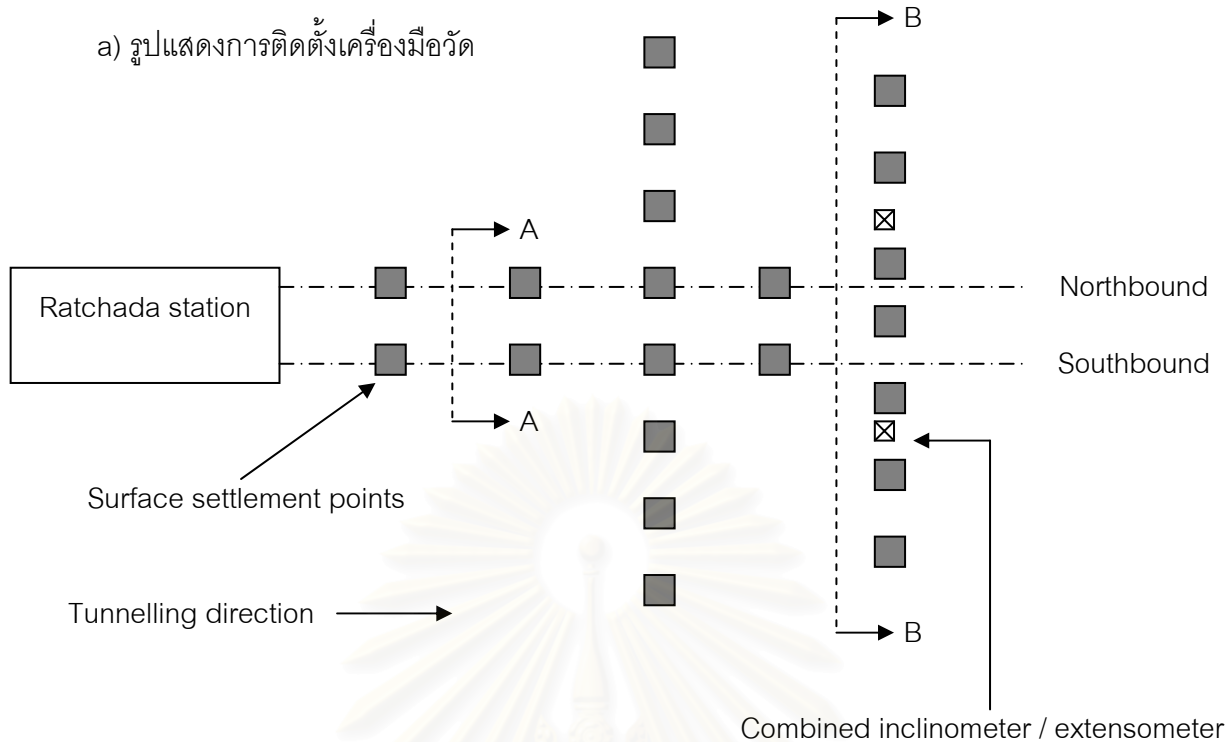 B
a) รูปแสดงการติดตั้งเครื่องมือวัด
A
Ratchada station
Northbound
Southbound
A
Surface settlement points
Tunnelling direction
B
Combined inclinometer / extensometer